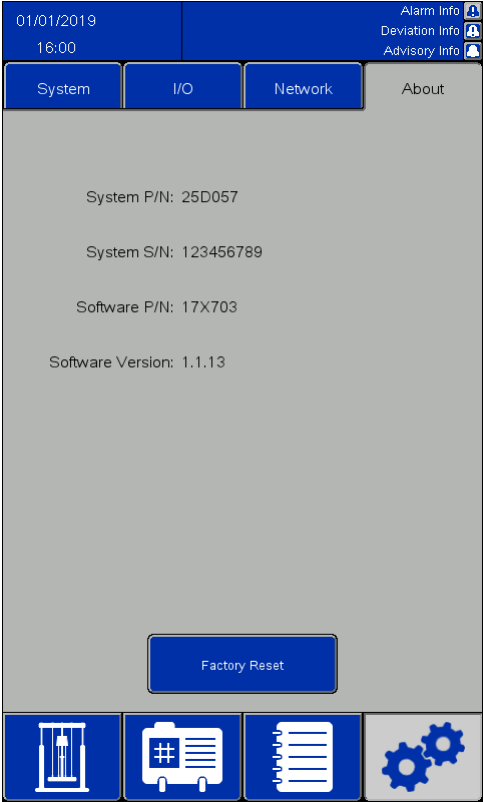 01/01/2019
16:00
Alarm Info
Deviation Info
Advisory Info
System
I/O
Network
About
System P/N: 25D057
System S/N: 123456789
Software P/N: 17X703
Software Version: 1.1.13
Factory Reset
#